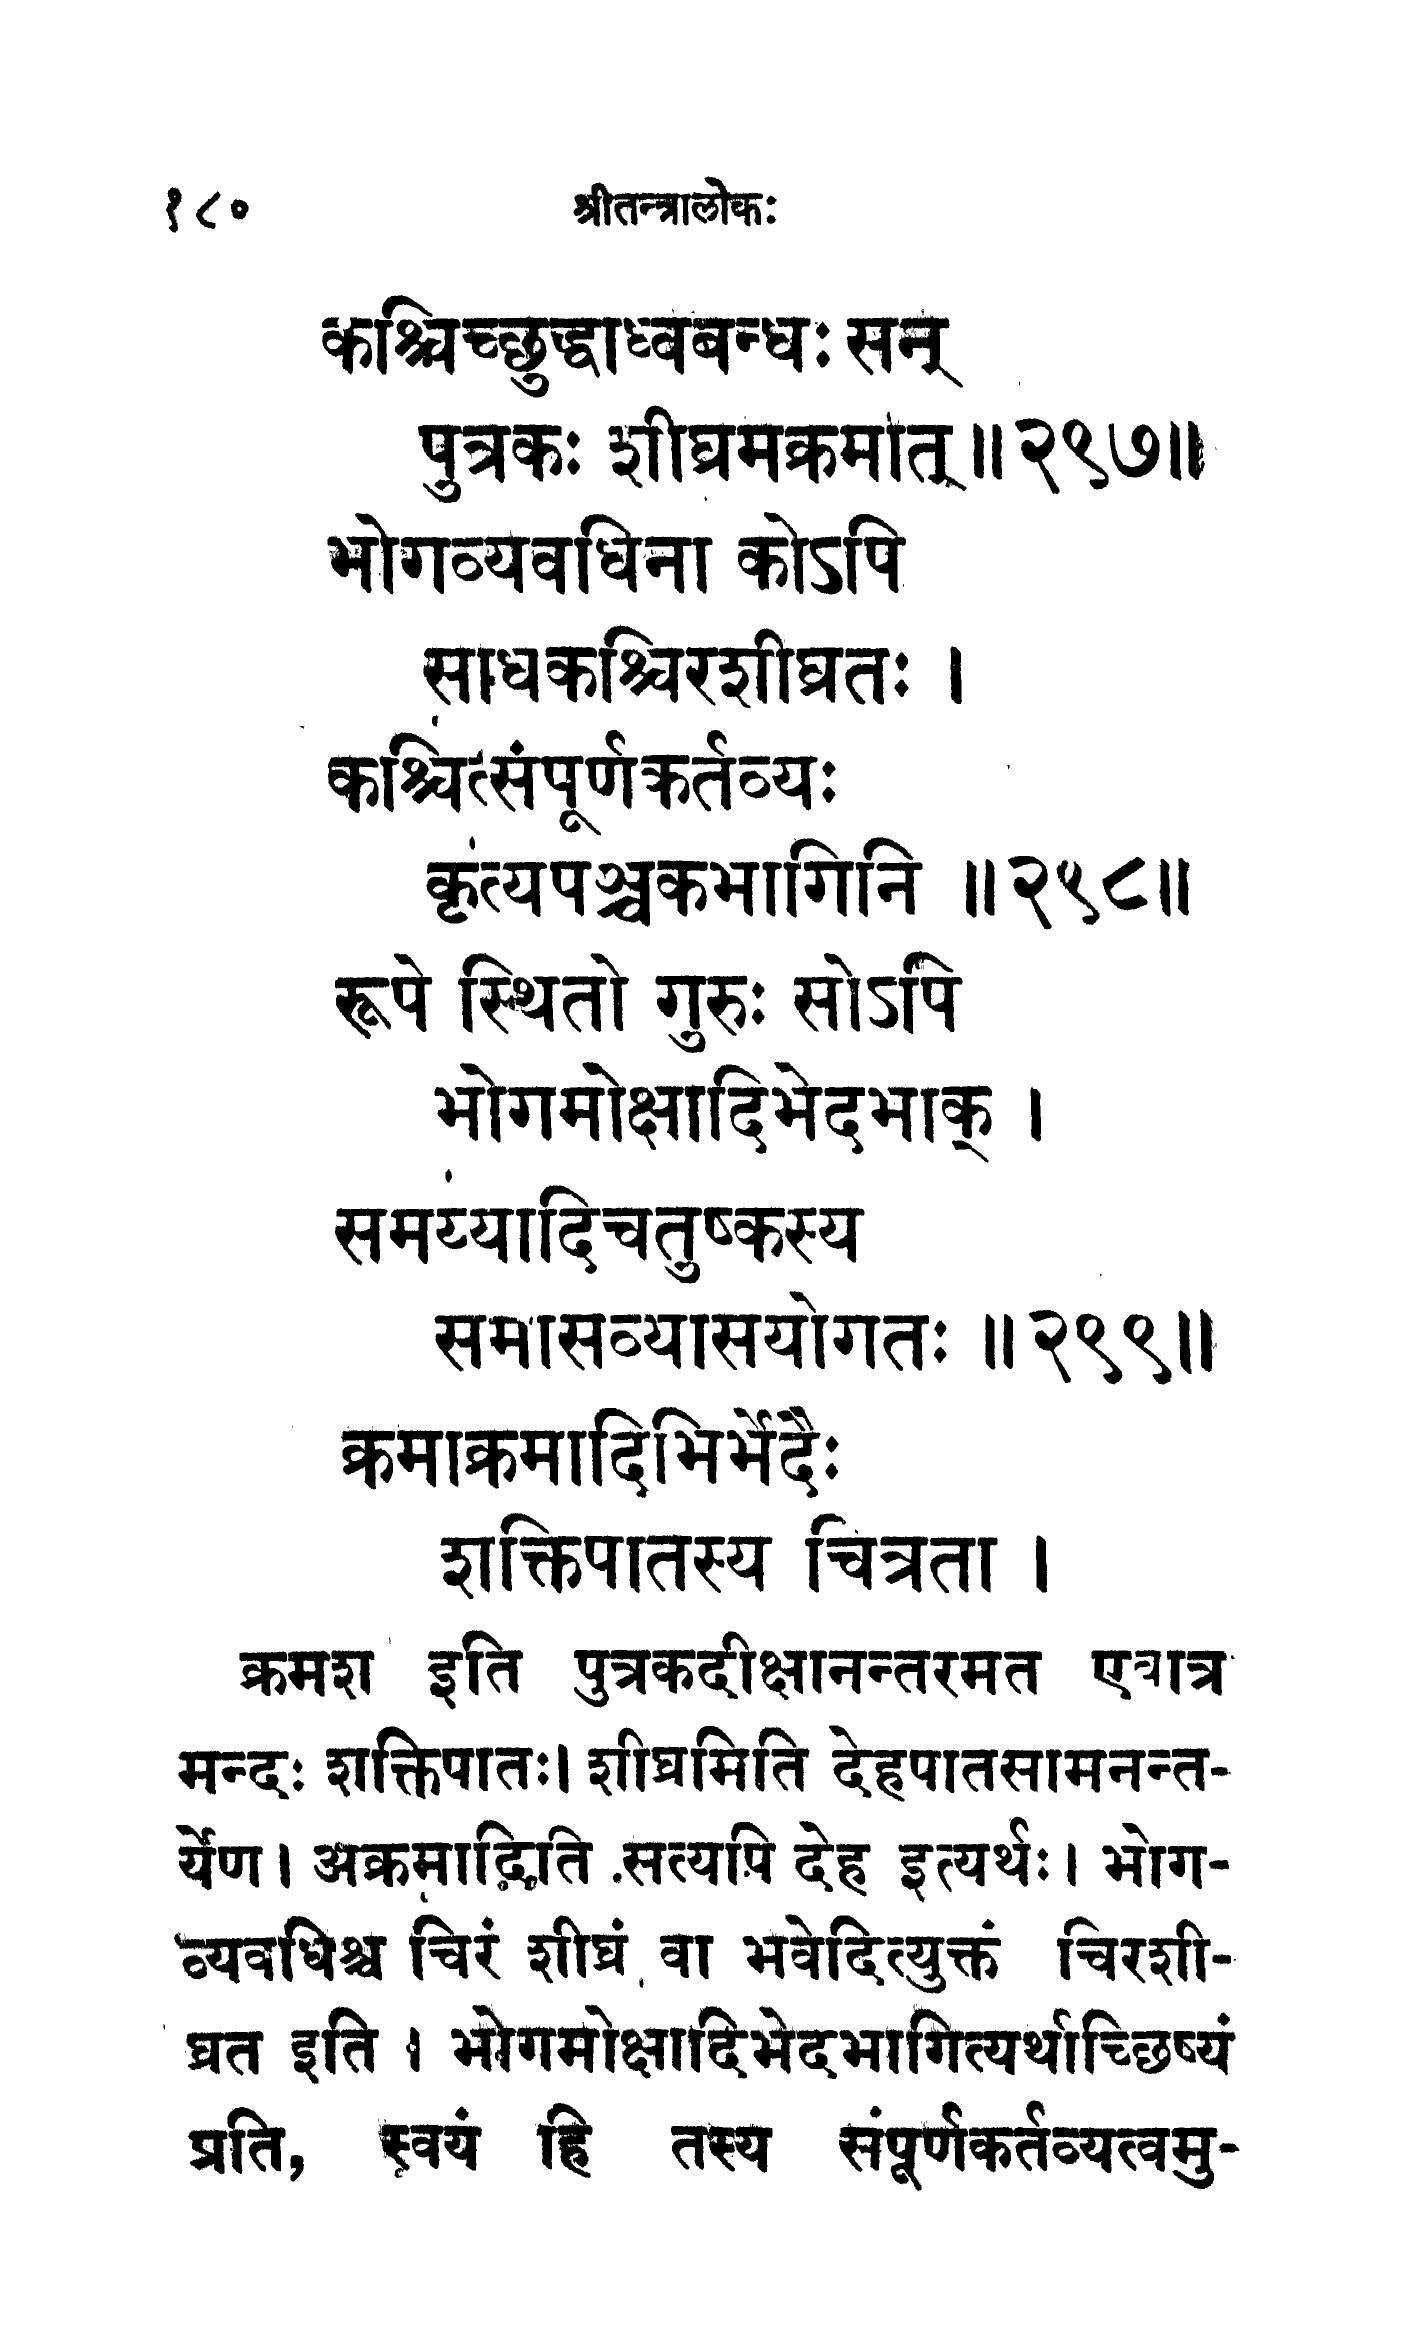 १८० श्रीतन्त्रालोकः
कश्चिच्छुद्धाध्वबन्धः सन्
पुत्रकः शीघ्रमक्रमात् ॥ २९७ ॥
भोगव्यवधिना कोऽपि
साधकश्चिरशीघ्रतः ।
कश्चित्संपूर्णकर्तव्यः
कृत्यपञ्चकभागिनि ॥ २९८ ॥
रूपे स्थितो गुरुः सोऽपि
भोगमोक्षादिभेदभाक् ।
समय्यादिचतुष्कस्य
समासव्यासयोगतः ॥ २९९ ॥
क्रमाक्रमादिभिर्भेदैः
शक्तिपातस्य चित्रता ।
क्रमश इति पुत्रकदीक्षानन्तरमत एवात्र
मन्दः शक्तिपातः। शीघ्रमिति देहपातसामनन्त-
र्येण । अक्रमादिति सत्यपि देह इत्यर्थः। भोग-
व्यवधिश्च चिरं शीघ्रं वा भवेदित्युक्तं चिरशी-
घ्रत इति । भोगमोक्षादिभेदभागित्यर्थाच्छिष्यं
प्रति, स्वयं हि तस्य संपूर्णकर्तव्यत्वमु-